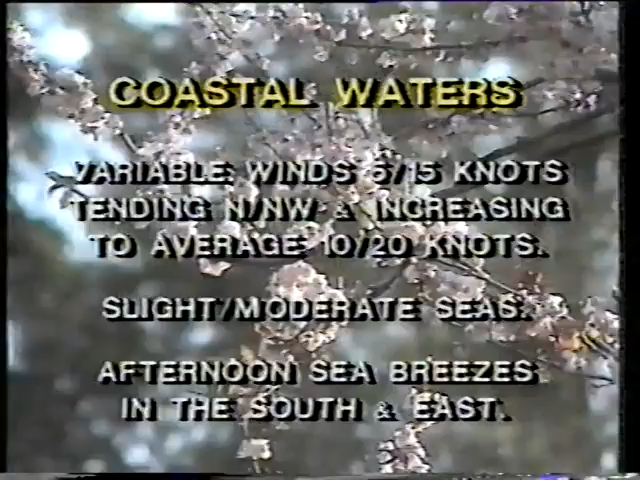 COASTAL WATERS
VARIABLE WINDS 5/15 KNOTS
TENDING N/NW & INCREASING
TO AVERAGE 10/20 KNOTS.
SLIGHT/MODERATE SEAS.
AFTERNOON SEA BREEZES
IN THE SOUTH & EAST.